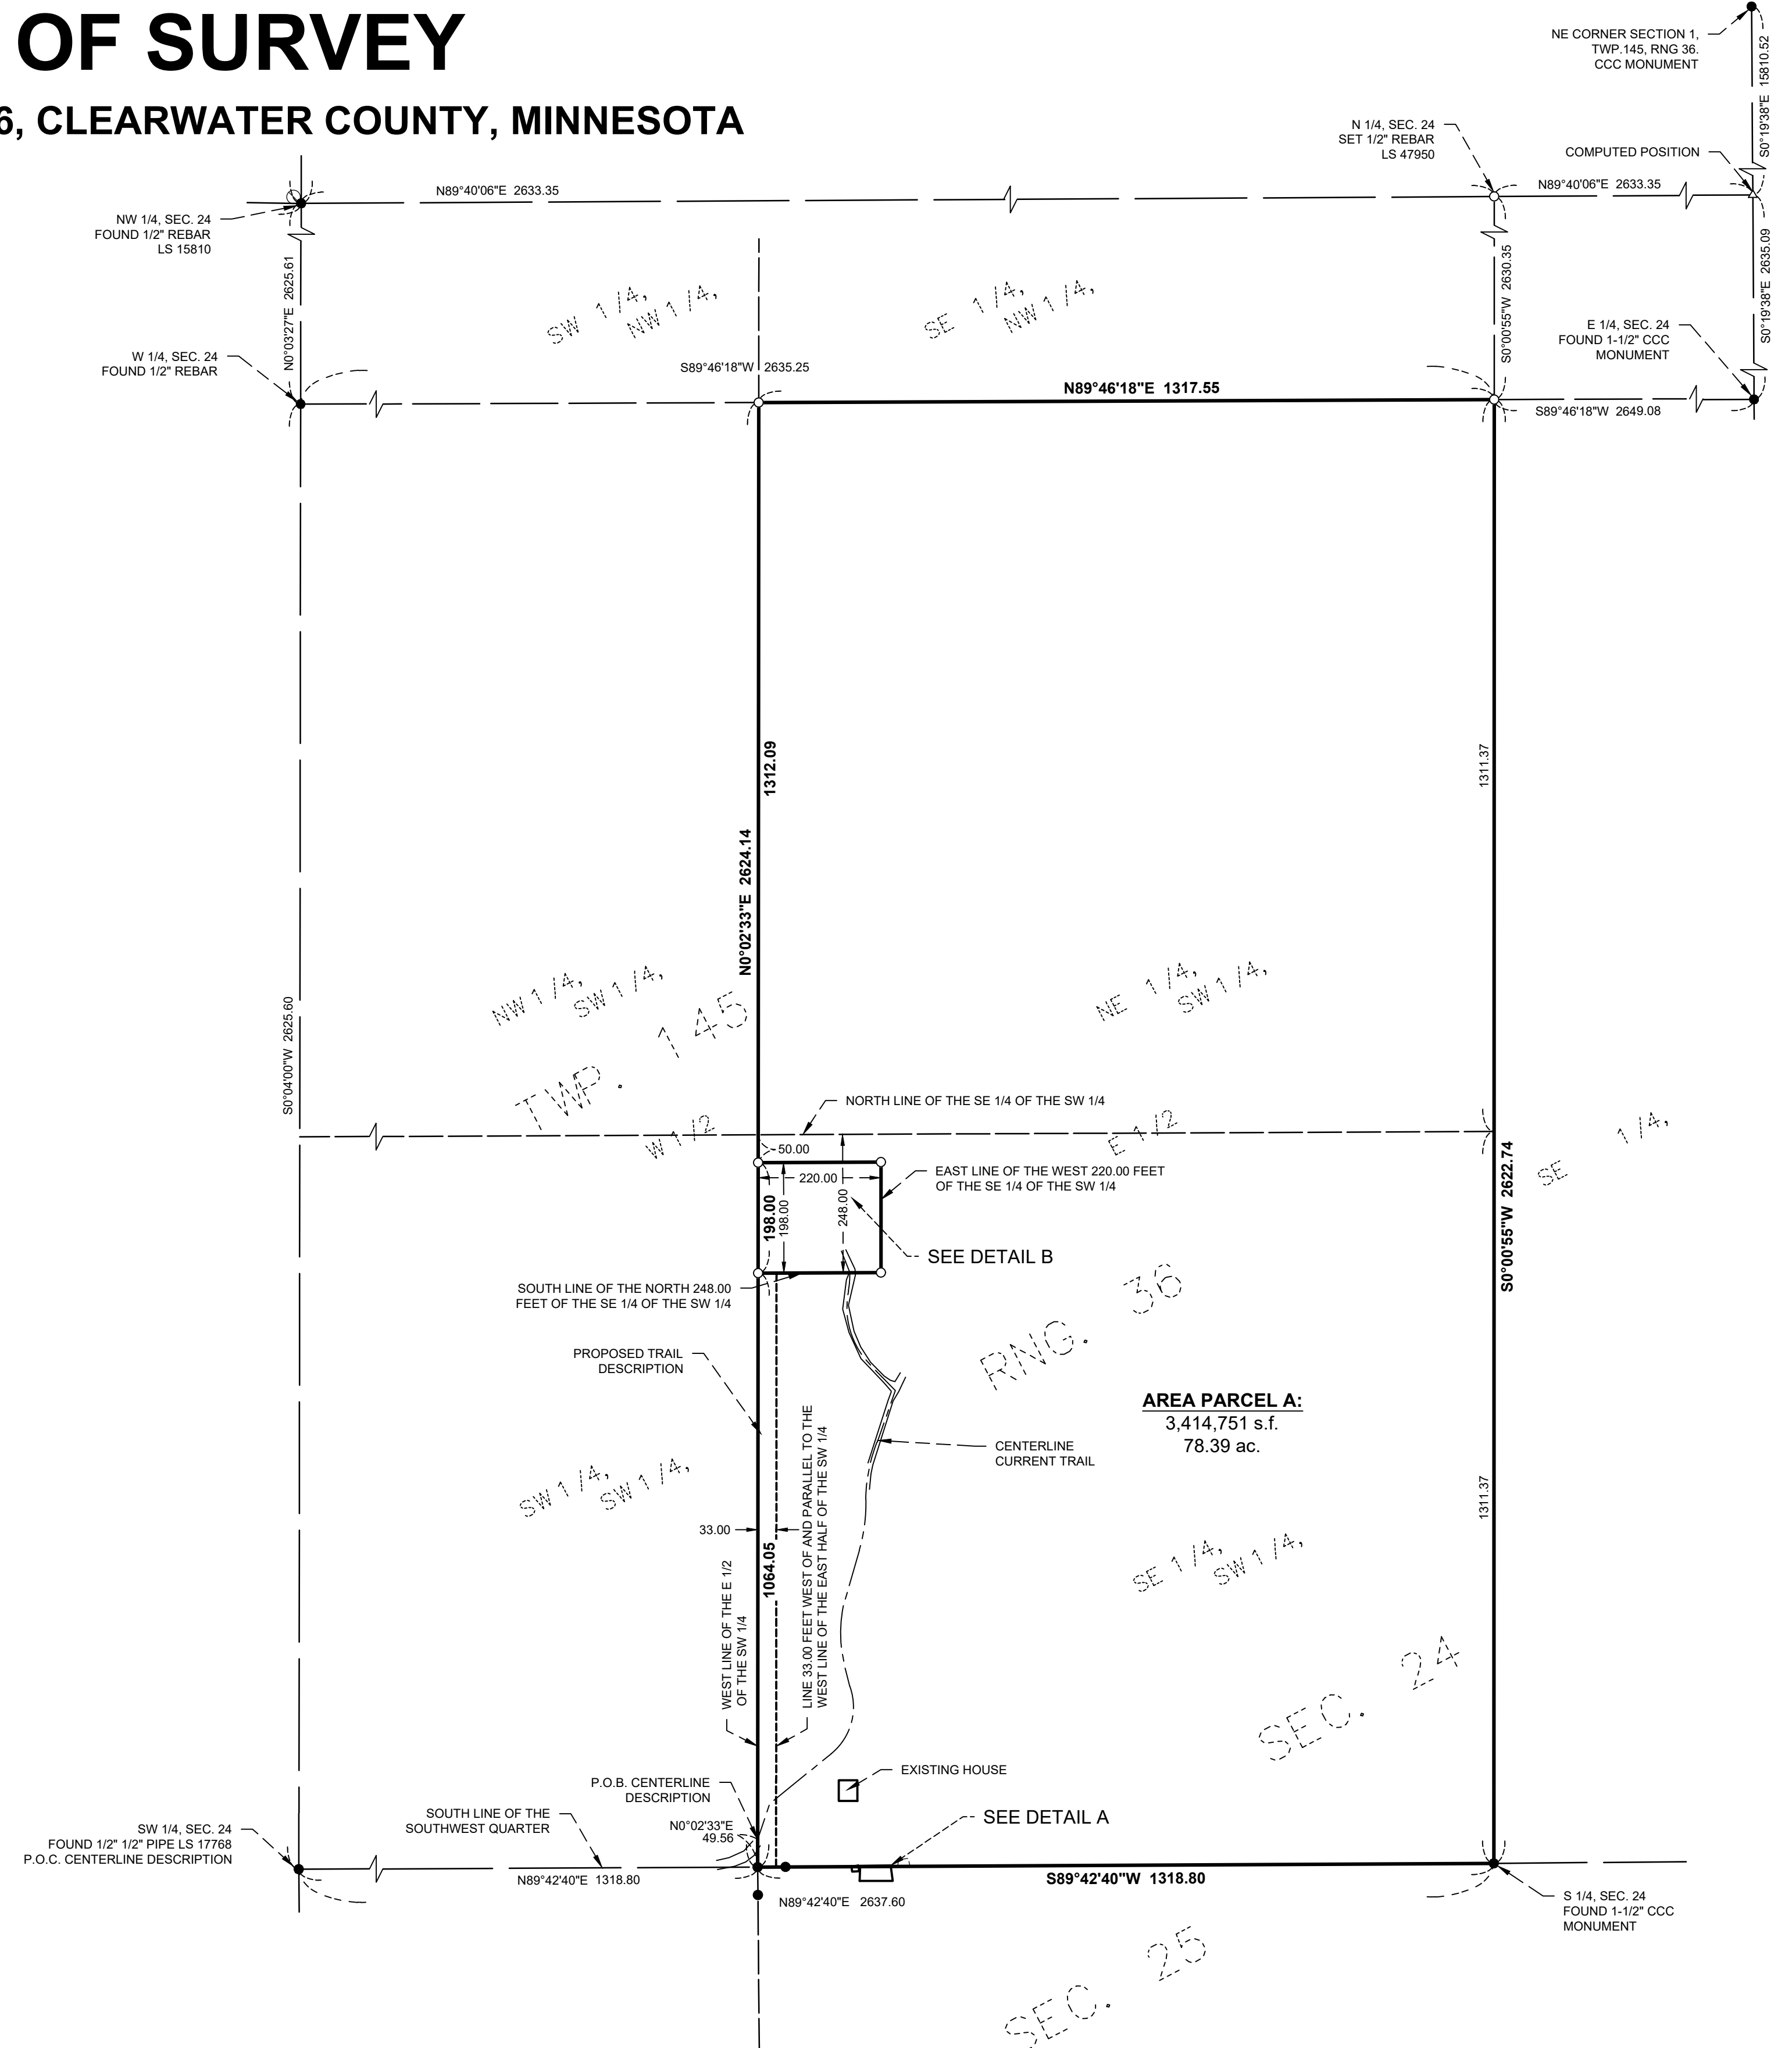 OF SURVEY
6, CLEARWATER COUNTY, MINNESOTA
NE CORNER SECTION 1,
TWP.145, RNG 36.
CCC MONUMENT
S0°19'38"E 15810.52
N 1/4, SEC. 24
SET 1/2" REBAR
LS 47950
COMPUTED POSITION
N89°40'06"E 2633.35
N89°40'06"E 2633.35
NW 1/4, SEC. 24
FOUND 1/2" REBAR
LS 15810
N0°03'27"E 2625.61
SW 1/4,
NW 1/4,
SE 1/4,
NW 1/4,
S0°00'55"W 2630.35
S0°19'38"E 2635.09
E 1/4, SEC. 24
FOUND 1-1/2" CCC
MONUMENT
W 1/4, SEC. 24
FOUND 1/2" REBAR
S89°46'18"W 2635.25
N89°46'18"E 1317.55
S89°46'18"W 2649.08
1312.09
1311.37
N0°02'33"E 2624.14
NW 1/4,
SW 1/4,
NE 1/4,
SW 1/4,
S0°04'00"W 2625.60
TWP. 145
NORTH LINE OF THE SE 1/4 OF THE SW 1/4
W 1/2
E 1/2
SE 1/4,
50.00
220.00
EAST LINE OF THE WEST 220.00 FEET
OF THE SE 1/4 OF THE SW 1/4
198.00
198.00
248.00
S0°00'55"W 2622.74
SEE DETAIL B
SOUTH LINE OF THE NORTH 248.00
FEET OF THE SE 1/4 OF THE SW 1/4
RNG. 36
PROPOSED TRAIL
DESCRIPTION
AREA PARCEL A:
3,414,751 s.f.
78.39 ac.
CENTERLINE
CURRENT TRAIL
SW 1/4,
SW 1/4,
1311.37
33.00
1064.05
LINE 33.00 FEET WEST OF AND PARALLEL TO THE
WEST LINE OF THE EAST HALF OF THE SW 1/4
WEST LINE OF THE E 1/2
OF THE SW 1/4
SE 1/4,
SW 1/4,
SEC. 24
EXISTING HOUSE
P.O.B. CENTERLINE
DESCRIPTION
SEE DETAIL A
SOUTH LINE OF THE
SOUTHWEST QUARTER
N0°02'33"E
49.56
SW 1/4, SEC. 24
FOUND 1/2" 1/2" PIPE LS 17768
P.O.C. CENTERLINE DESCRIPTION
N89°42'40"E 1318.80
S89°42'40"W 1318.80
N89°42'40"E 2637.60
S 1/4, SEC. 24
FOUND 1-1/2" CCC
MONUMENT
SEC. 25